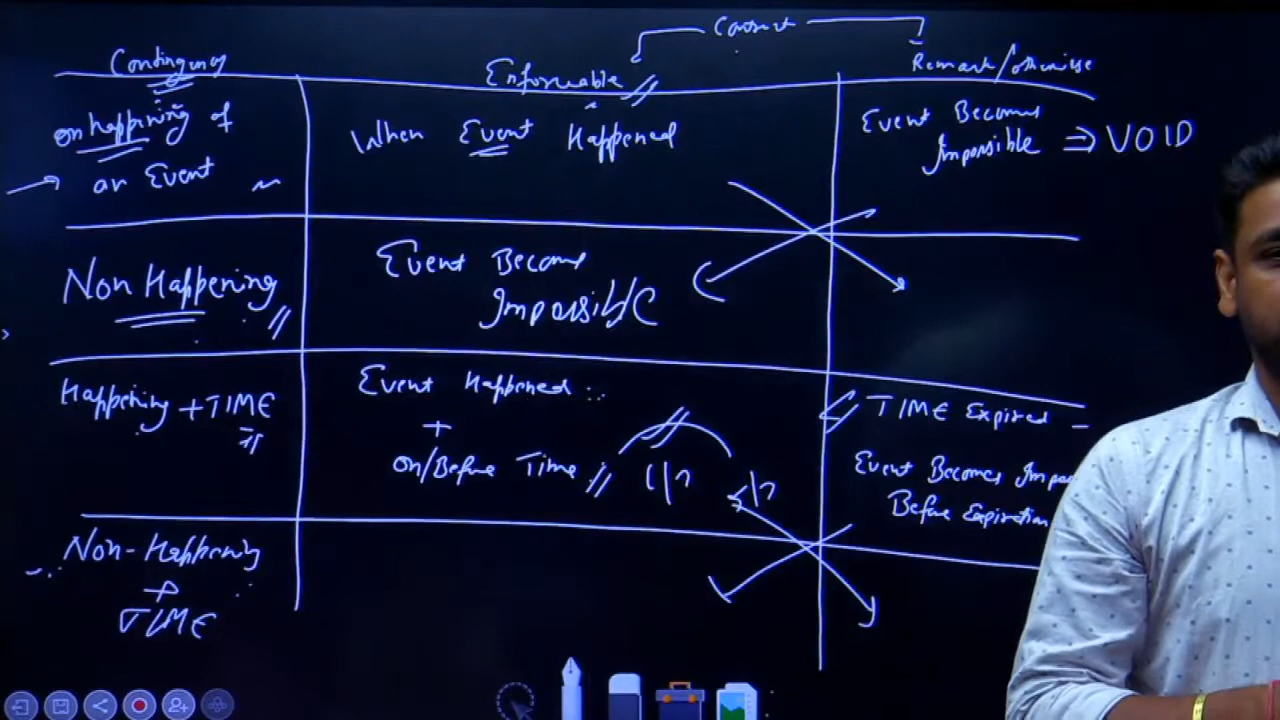 Contract
Contingency
Enforceable
Remark/otherwise
on happening of
an Event
When Event Happened
Event Becomes
Impossible ⇒ VOID
Non Happening
Event Become
Impossible
Happening + TIME
Event Happened
+
on/Before Time
TIME Expired
Event Becomes
Before Expiration
Non-Happening
+
TIME